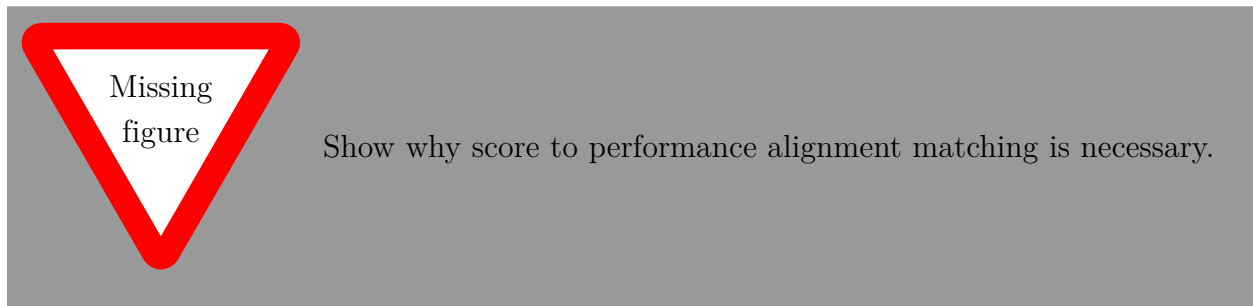 Missing
figure
Show why score to performance alignment matching is necessary.